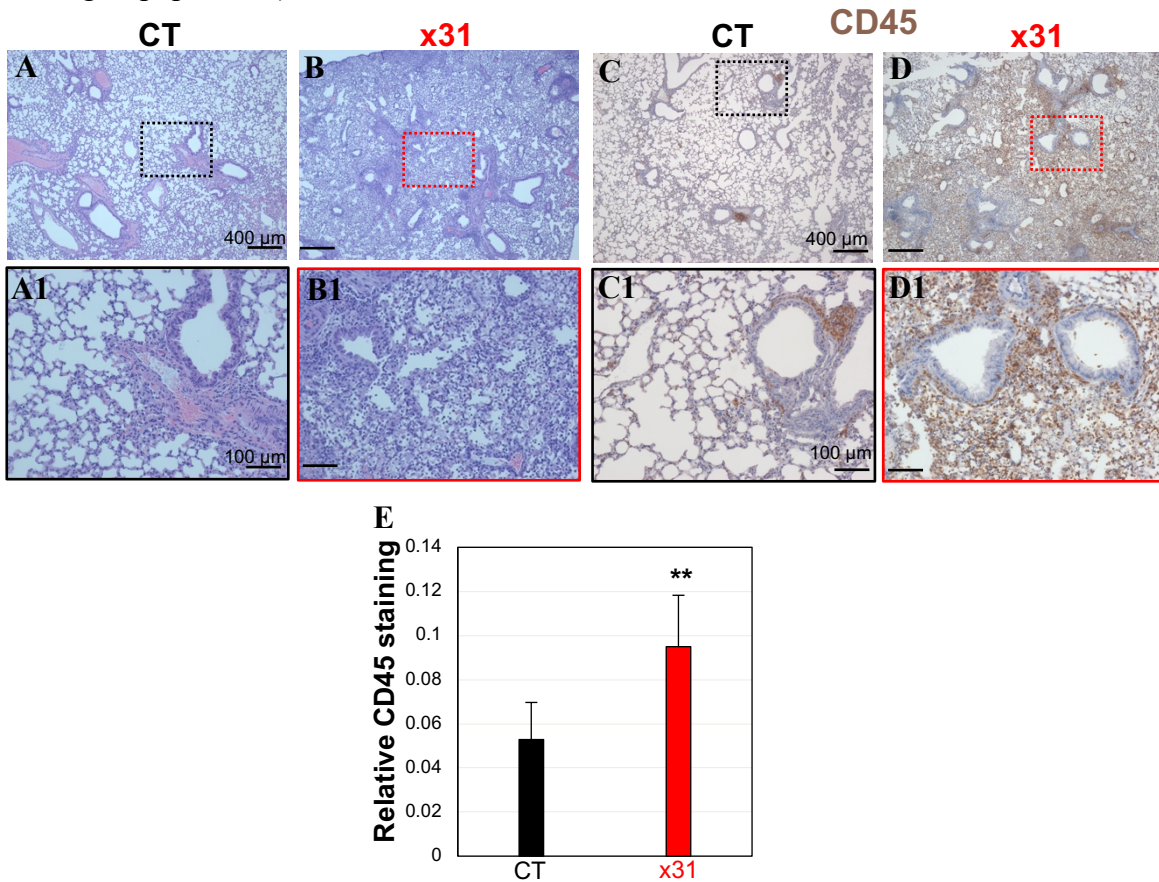 CT x31 CT CD45 x31
A B C D
400 µm 400 µm
A1 B1 C1 D1
100 µm 100 µm
E
Relative CD45 staining
0.14
0.12
**
0.1
0.08
0.06
0.04
0.02
0
CT x31